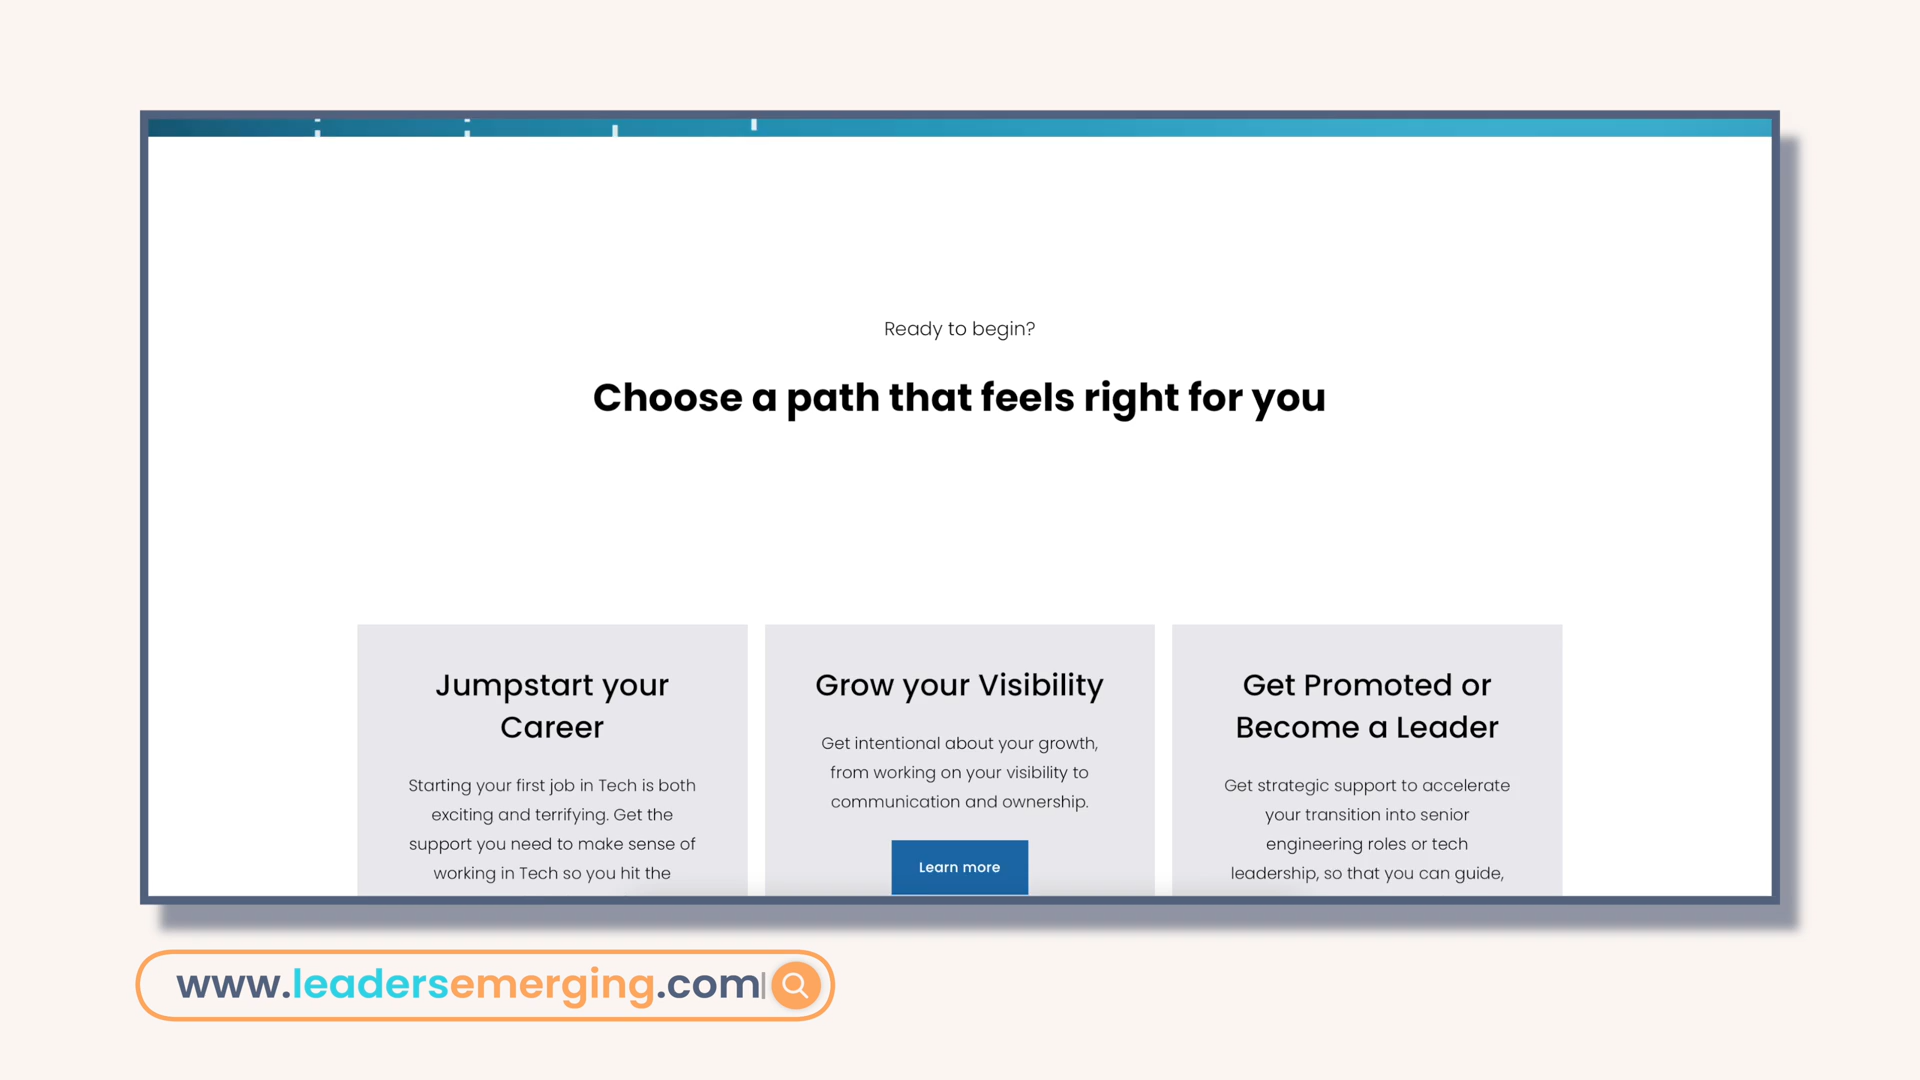 Ready to begin?
Choose a path that feels right for you
Jumpstart your
Career
Starting your first job in Tech is both
exciting and terrifying. Get the
support you need to make sense of
working in Tech so you hit the
Grow your Visibility
Get intentional about your growth,
from working on your visibility to
communication and ownership.
Learn more
Get Promoted or
Become a Leader
Get strategic support to accelerate
your transition into senior
engineering roles or tech
leadership, so that you can guide,
www.leadersemerging.com